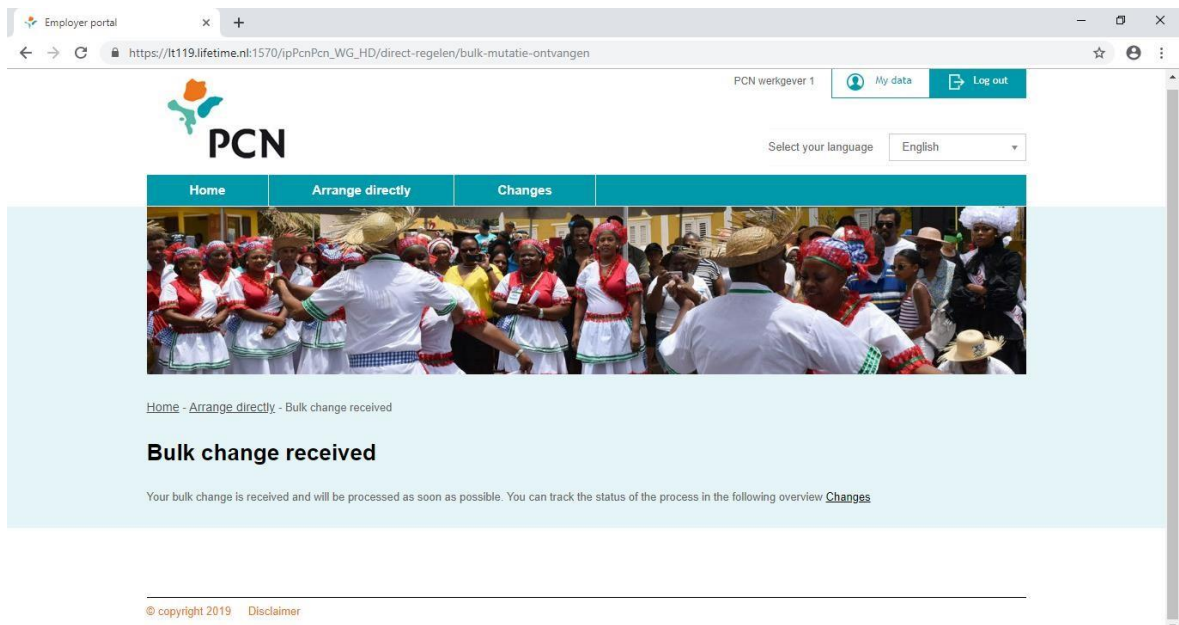 Employer portal
https://lt119.lifetime.nl:1570/ipPcnPcn_WG_HD/direct-regelen/bulk-mutatie-ontvangen
PCN werkgever 1 My data Log out
PCN
Select your language English
Home Arrange directly Changes
Home - Arrange directly - Bulk change received
Bulk change received
Your bulk change is received and will be processed as soon as possible. You can track the status of the process in the following overview Changes
© copyright 2019 Disclaimer